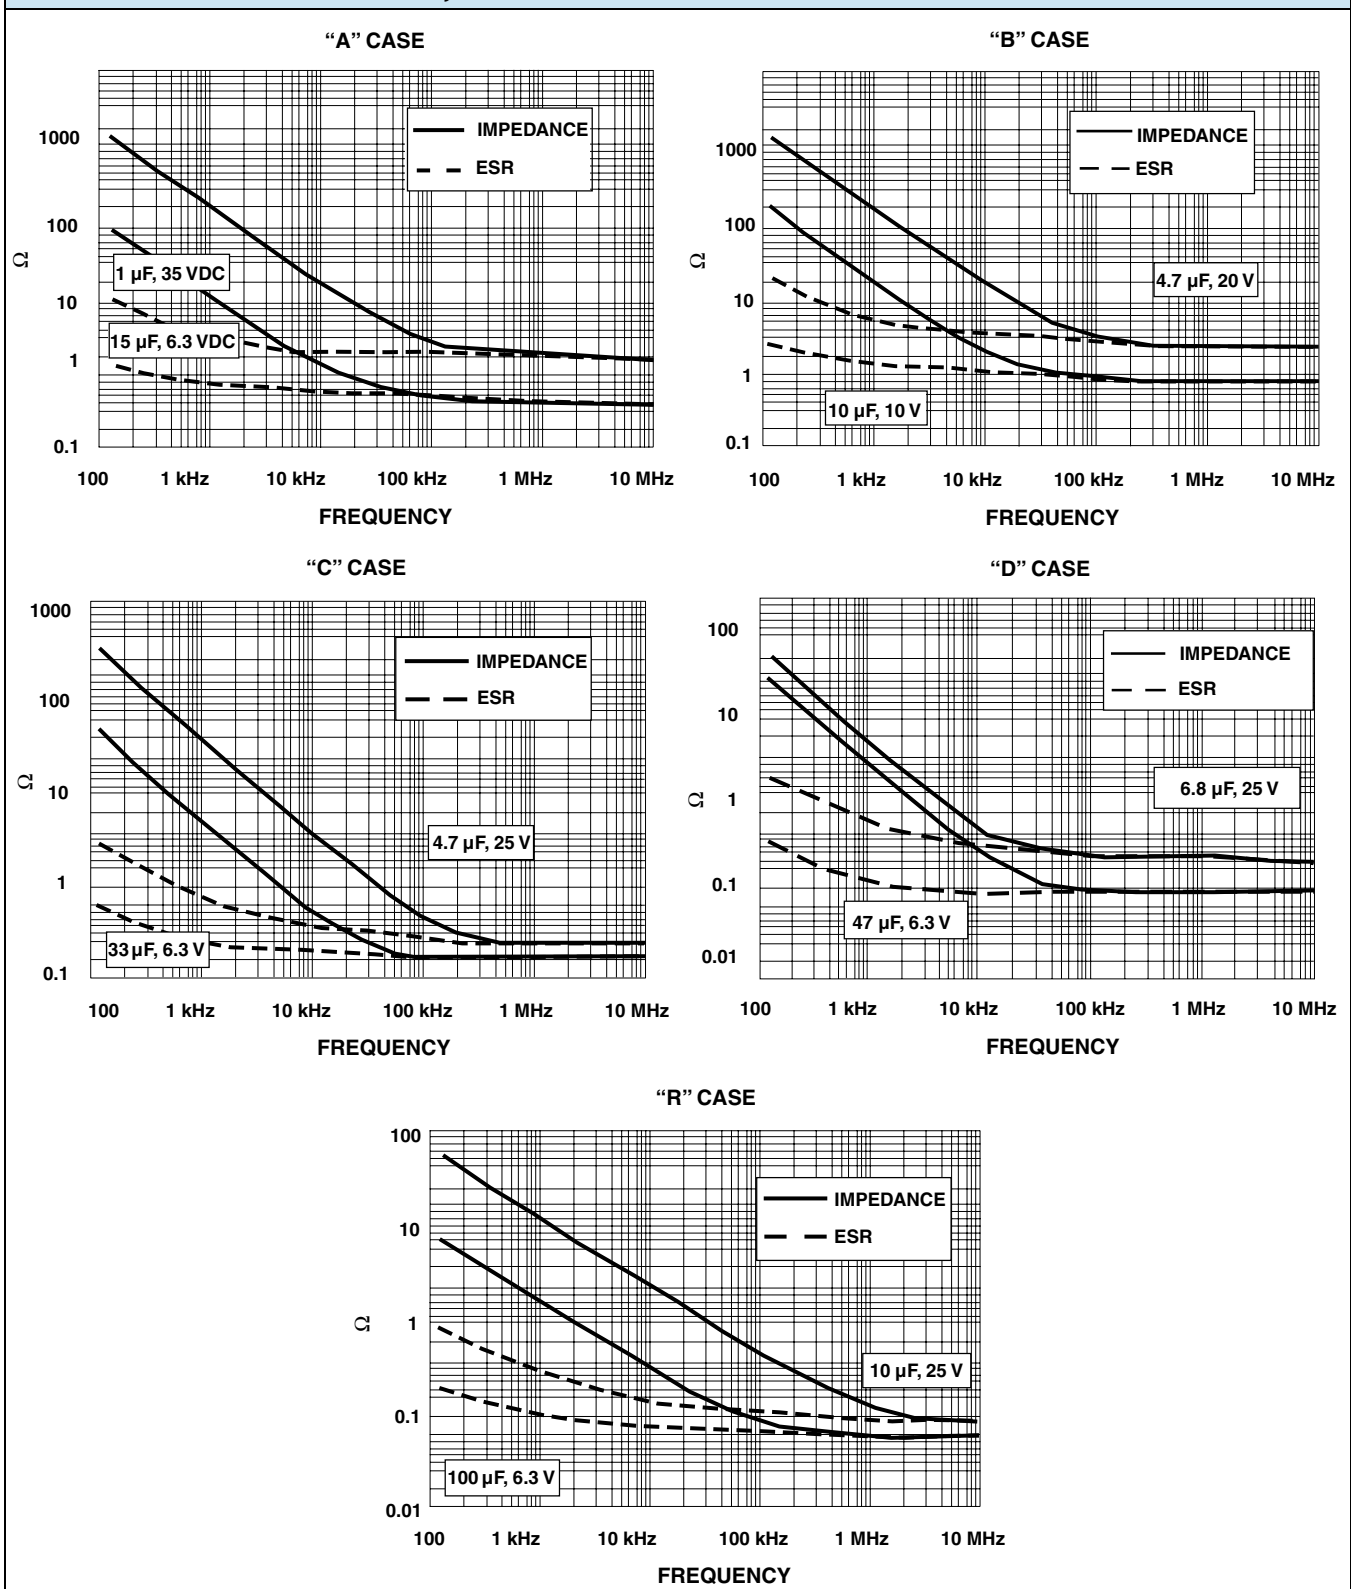 “A” CASE
IMPEDANCE
ESR
1000
100
10
1
0.1
Ω
1 µF, 35 VDC
15 µF, 6.3 VDC
100 1 kHz 10 kHz 100 kHz 1 MHz 10 MHz
FREQUENCY
“B” CASE
IMPEDANCE
ESR
1000
100
10
1
0.1
Ω
4.7 µF, 20 V
10 µF, 10 V
100 1 kHz 10 kHz 100 kHz 1 MHz 10 MHz
FREQUENCY
“C” CASE
IMPEDANCE
ESR
1000
100
10
1
0.1
Ω
4.7 µF, 25 V
33 µF, 6.3 V
100 1 kHz 10 kHz 100 kHz 1 MHz 10 MHz
FREQUENCY
“D” CASE
IMPEDANCE
ESR
100
10
1
0.1
0.01
Ω
6.8 µF, 25 V
47 µF, 6.3 V
100 1 kHz 10 kHz 100 kHz 1 MHz 10 MHz
FREQUENCY
“R” CASE
IMPEDANCE
ESR
100
10
1
0.1
0.01
Ω
10 µF, 25 V
100 µF, 6.3 V
100 1 kHz 10 kHz 100 kHz 1 MHz 10 MHz
FREQUENCY